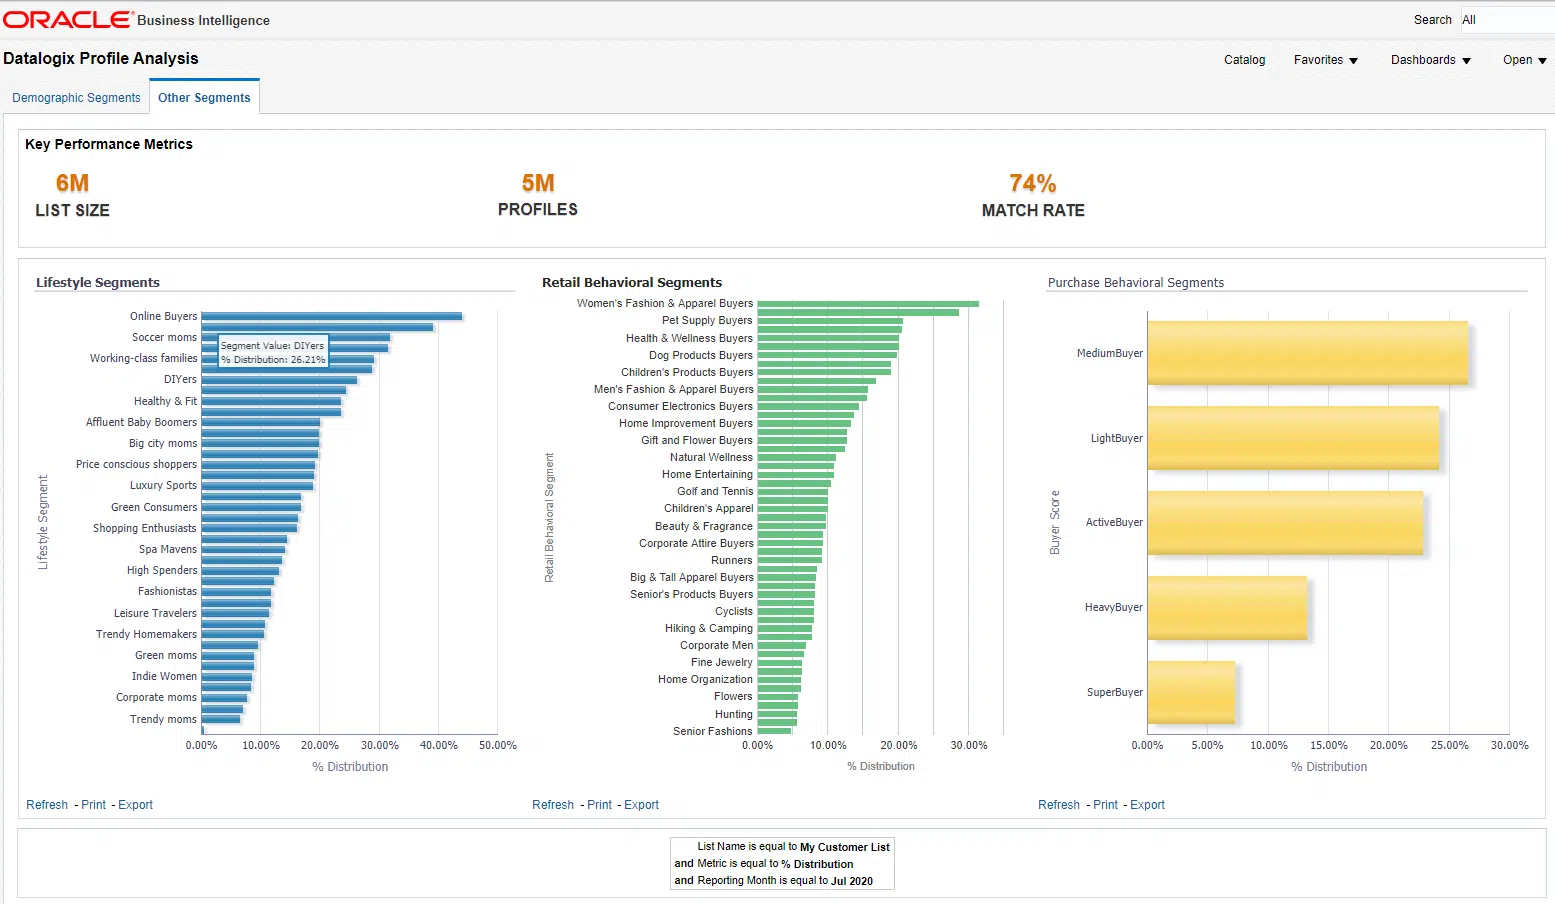 ORACLE Business Intelligence
Search All
Datalogix Profile Analysis
Catalog Favorites Dashboards Open
Demographic Segments Other Segments
Key Performance Metrics
6M
LIST SIZE
5M
PROFILES
74%
MATCH RATE
Lifestyle Segments
Lifestyle Segment
Online Buyers
Soccer moms
Working-class families
DIYers
Healthy & Fit
Affluent Baby Boomers
Big city moms
Price conscious shoppers
Luxury Sports
Green Consumers
Shopping Enthusiasts
Spa Mavens
High Spenders
Fashionistas
Leisure Travelers
Trendy Homemakers
Green moms
Indie Women
Corporate moms
Trendy moms
Segment Value: DIYers
% Distribution: 26.21%
0.00% 10.00% 20.00% 30.00% 40.00% 50.00%
% Distribution
Refresh - Print - Export
Retail Behavioral Segments
Retail Behavioral Segment
Women's Fashion & Apparel Buyers
Pet Supply Buyers
Health & Wellness Buyers
Dog Products Buyers
Children's Products Buyers
Men's Fashion & Apparel Buyers
Consumer Electronics Buyers
Home Improvement Buyers
Gift and Flower Buyers
Natural Wellness
Home Entertaining
Golf and Tennis
Children's Apparel
Beauty & Fragrance
Corporate Attire Buyers
Runners
Big & Tall Apparel Buyers
Senior's Products Buyers
Cyclists
Hiking & Camping
Corporate Men
Fine Jewelry
Home Organization
Flowers
Hunting
Senior Fashions
0.00% 10.00% 20.00% 30.00%
% Distribution
Refresh - Print - Export
Purchase Behavioral Segments
Buyer Score
MediumBuyer
LightBuyer
ActiveBuyer
HeavyBuyer
SuperBuyer
0.00% 5.00% 10.00% 15.00% 20.00% 25.00% 30.00%
% Distribution
Refresh - Print - Export
List Name is equal to My Customer List
and Metric is equal to % Distribution
and Reporting Month is equal to Jul 2020